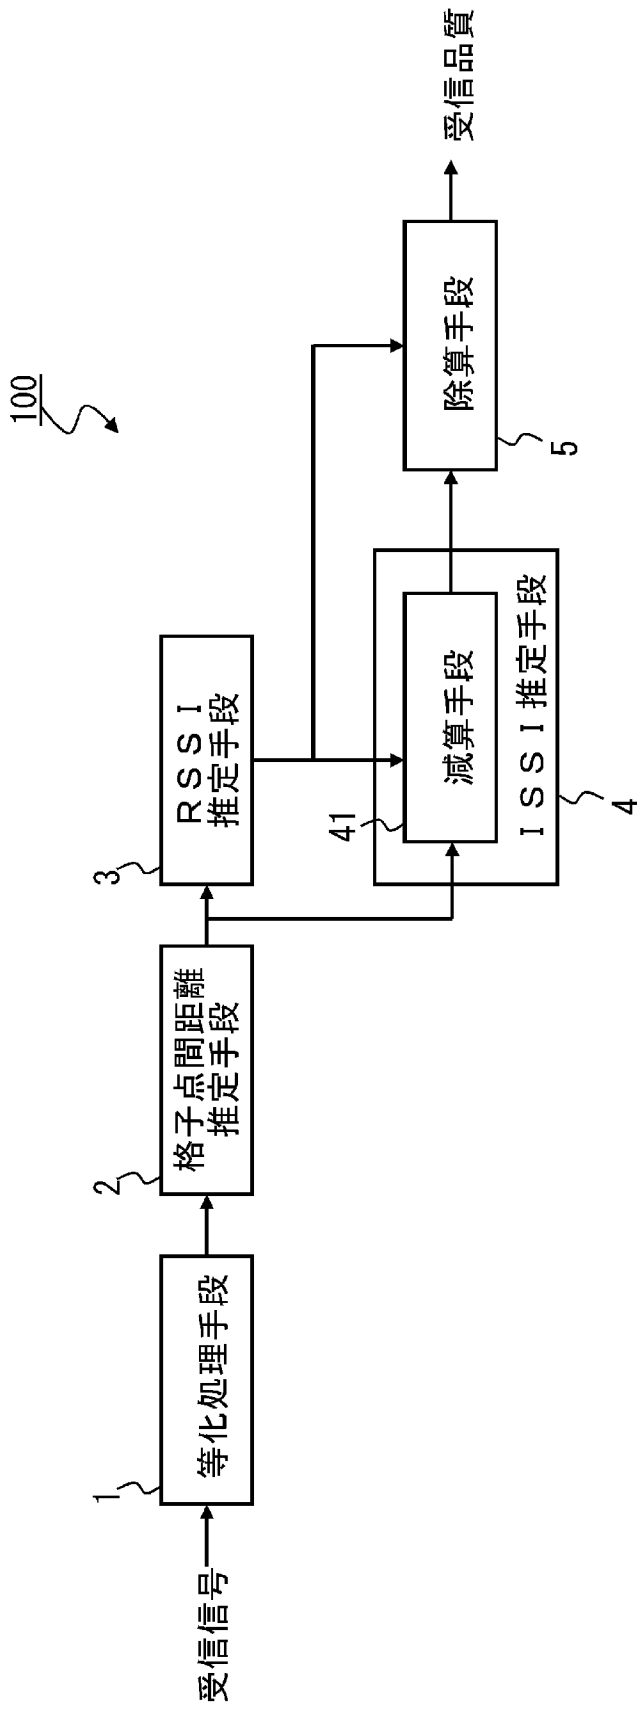 100
受信信号
1
等化処理手段
2
格子点間距離
推定手段
3
ＲＳＳＩ
推定手段
41
減算手段
ＩＳＳＩ推定手段
4
除算手段
5
受信品質